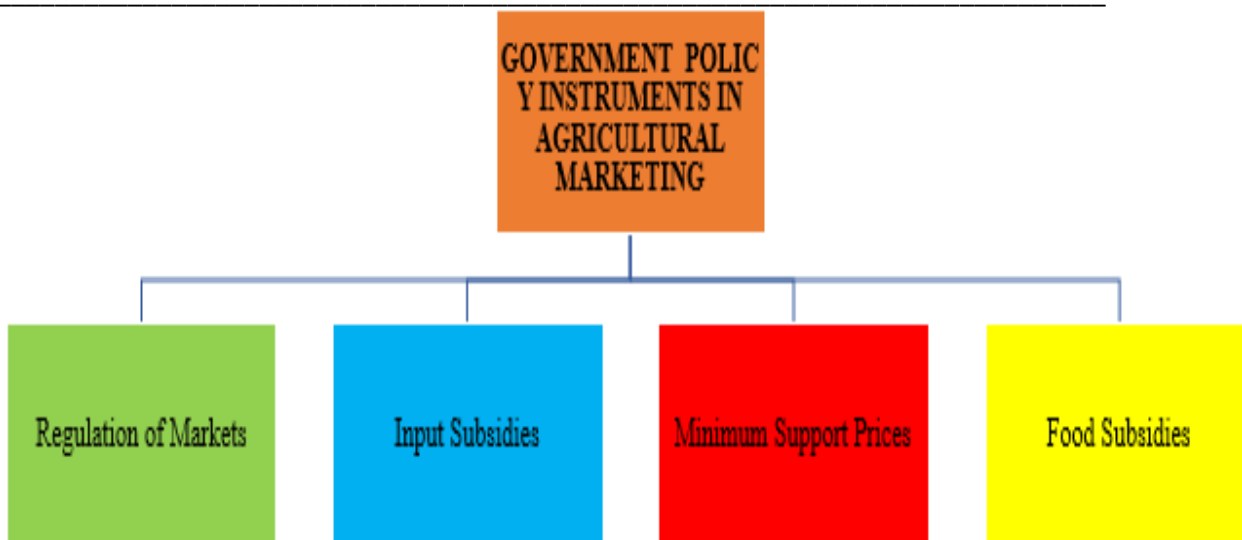 GOVERNMENT POLIC
Y INSTRUMENTS IN
AGRICULTURAL
MARKETING
Regulation of Markets
Input Subsidies
Minimum Support Prices
Food Subsidies